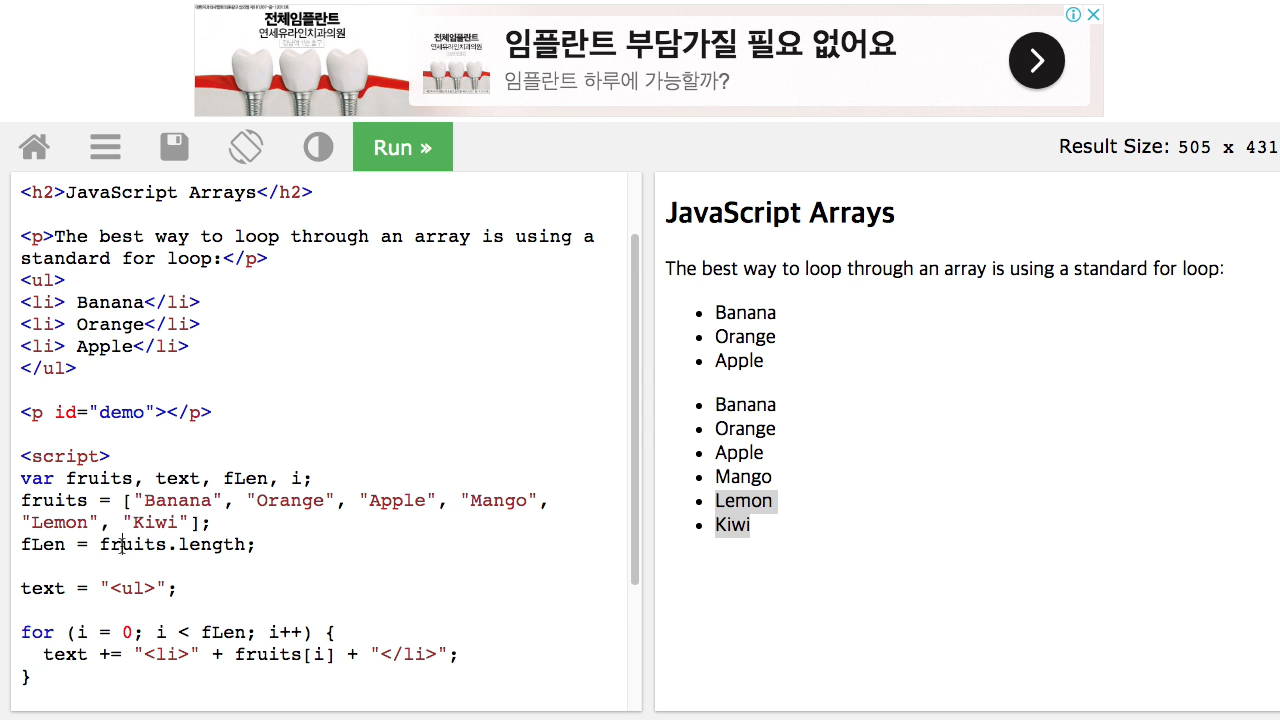 전체임플란트
연세유라인치과의원
전체임플란트
연세유라인치과의원
임플란트 부담가질 필요 없어요
임플란트 하루에 가능할까?
Run »
Result Size: 505 x 431
<h2>JavaScript Arrays</h2>
<p>The best way to loop through an array is using a
standard for loop:</p>
<ul>
<li> Banana</li>
<li> Orange</li>
<li> Apple</li>
</ul>
<p id="demo"></p>
<script>
var fruits, text, fLen, i;
fruits = ["Banana", "Orange", "Apple", "Mango",
"Lemon", "Kiwi"];
fLen = fruits.length;
text = "<ul>";
for (i = 0; i < fLen; i++) {
  text += "<li>" + fruits[i] + "</li>";
}
JavaScript Arrays
The best way to loop through an array is using a standard for loop:
• Banana
• Orange
• Apple
• Banana
• Orange
• Apple
• Mango
• Lemon
• Kiwi